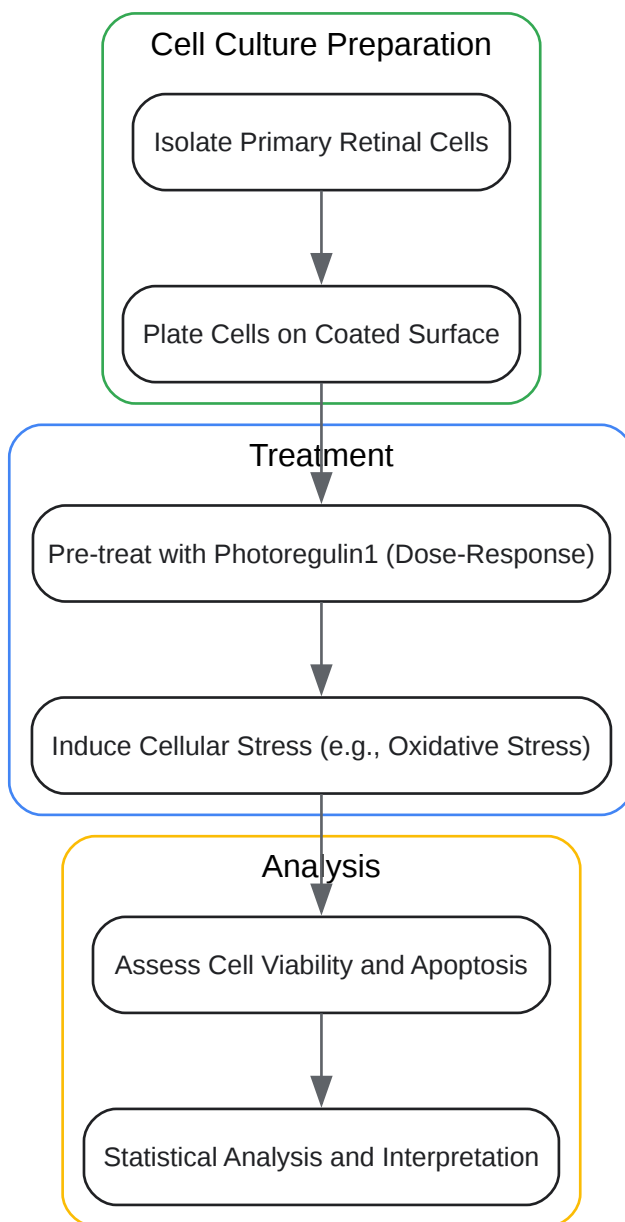 Cell Culture Preparation
Isolate Primary Retinal Cells
Plate Cells on Coated Surface
Treatment
Pre-treat with Photoregulin1 (Dose-Response)
Induce Cellular Stress (e.g., Oxidative Stress)
Analysis
Assess Cell Viability and Apoptosis
Statistical Analysis and Interpretation